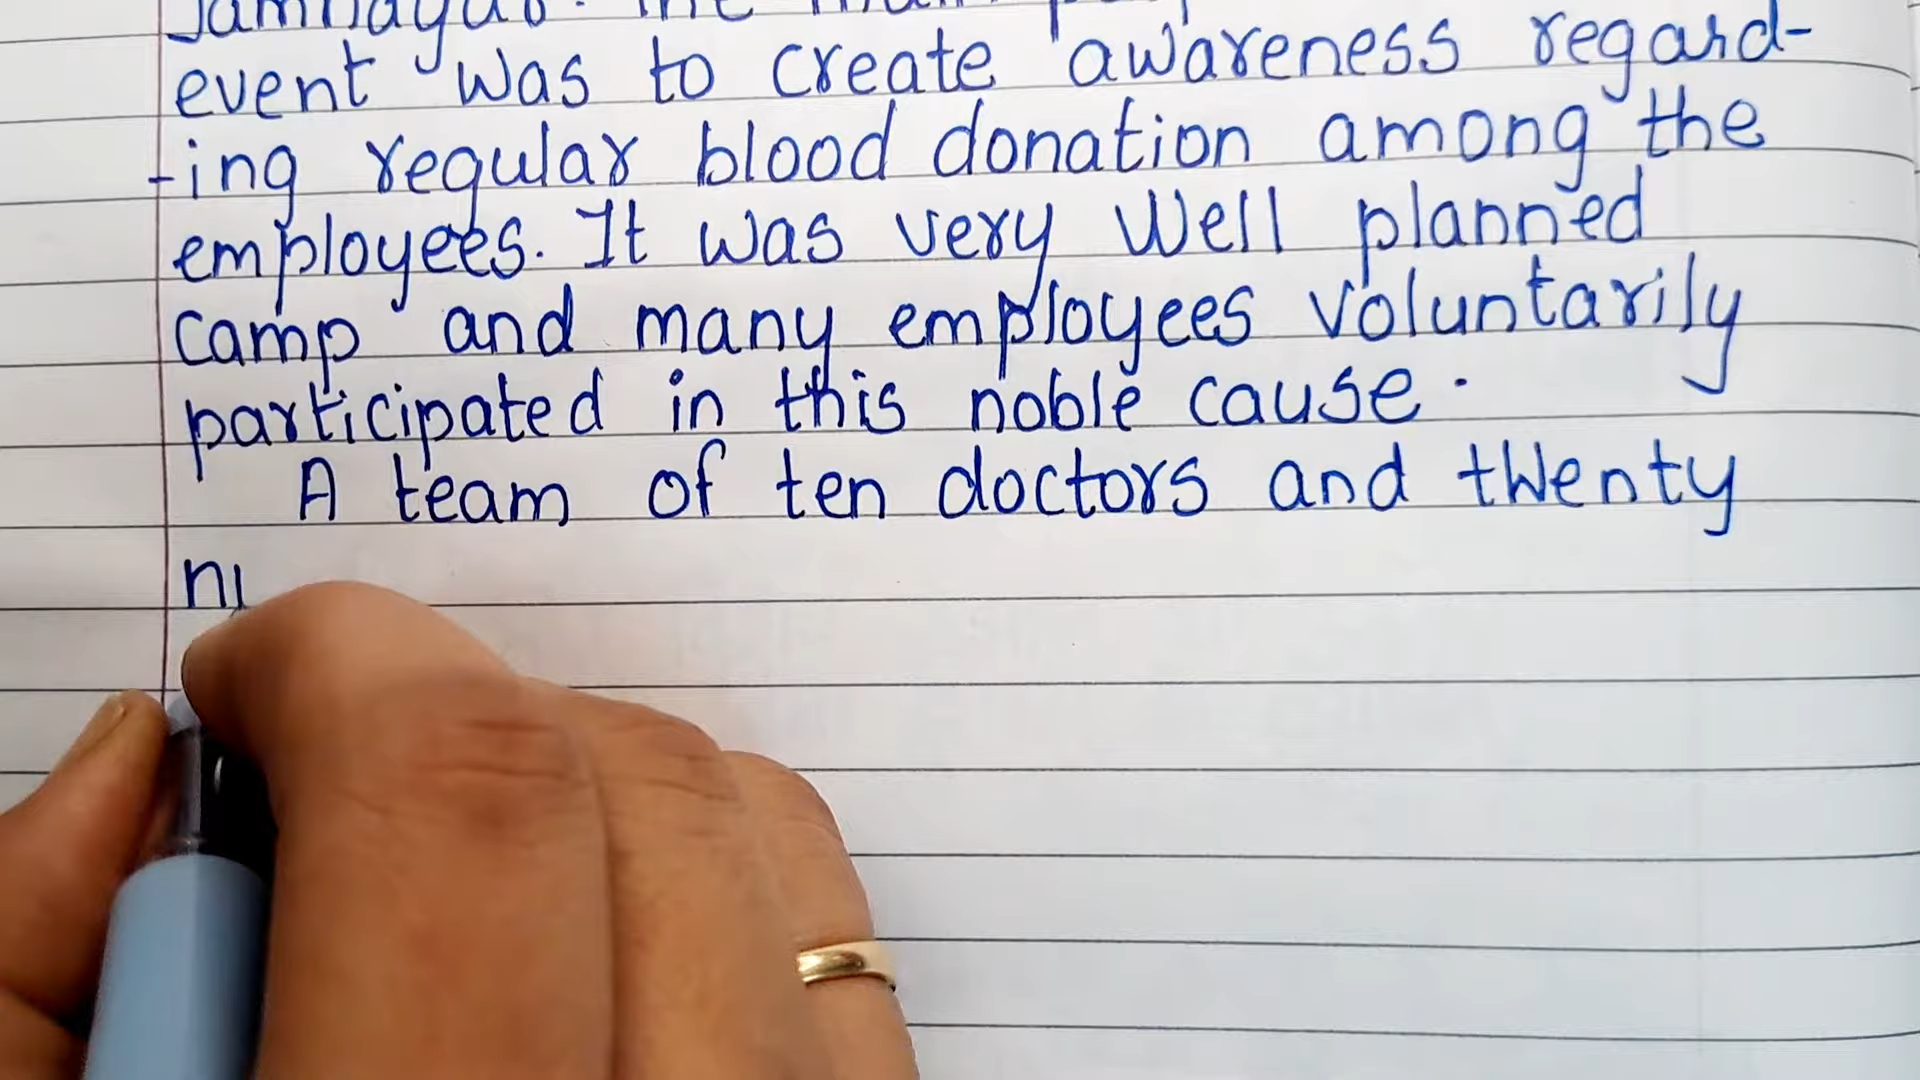 event was to create awareness regard-
-ing regular blood donation among the
employees. It was very well planned
camp and many employees voluntarily
participated in this noble cause.
A team of ten doctors and twenty